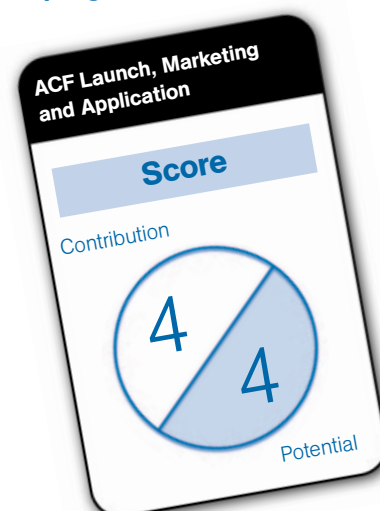 ACF Launch, Marketing
and Application
Score
Contribution
4
4
Potential